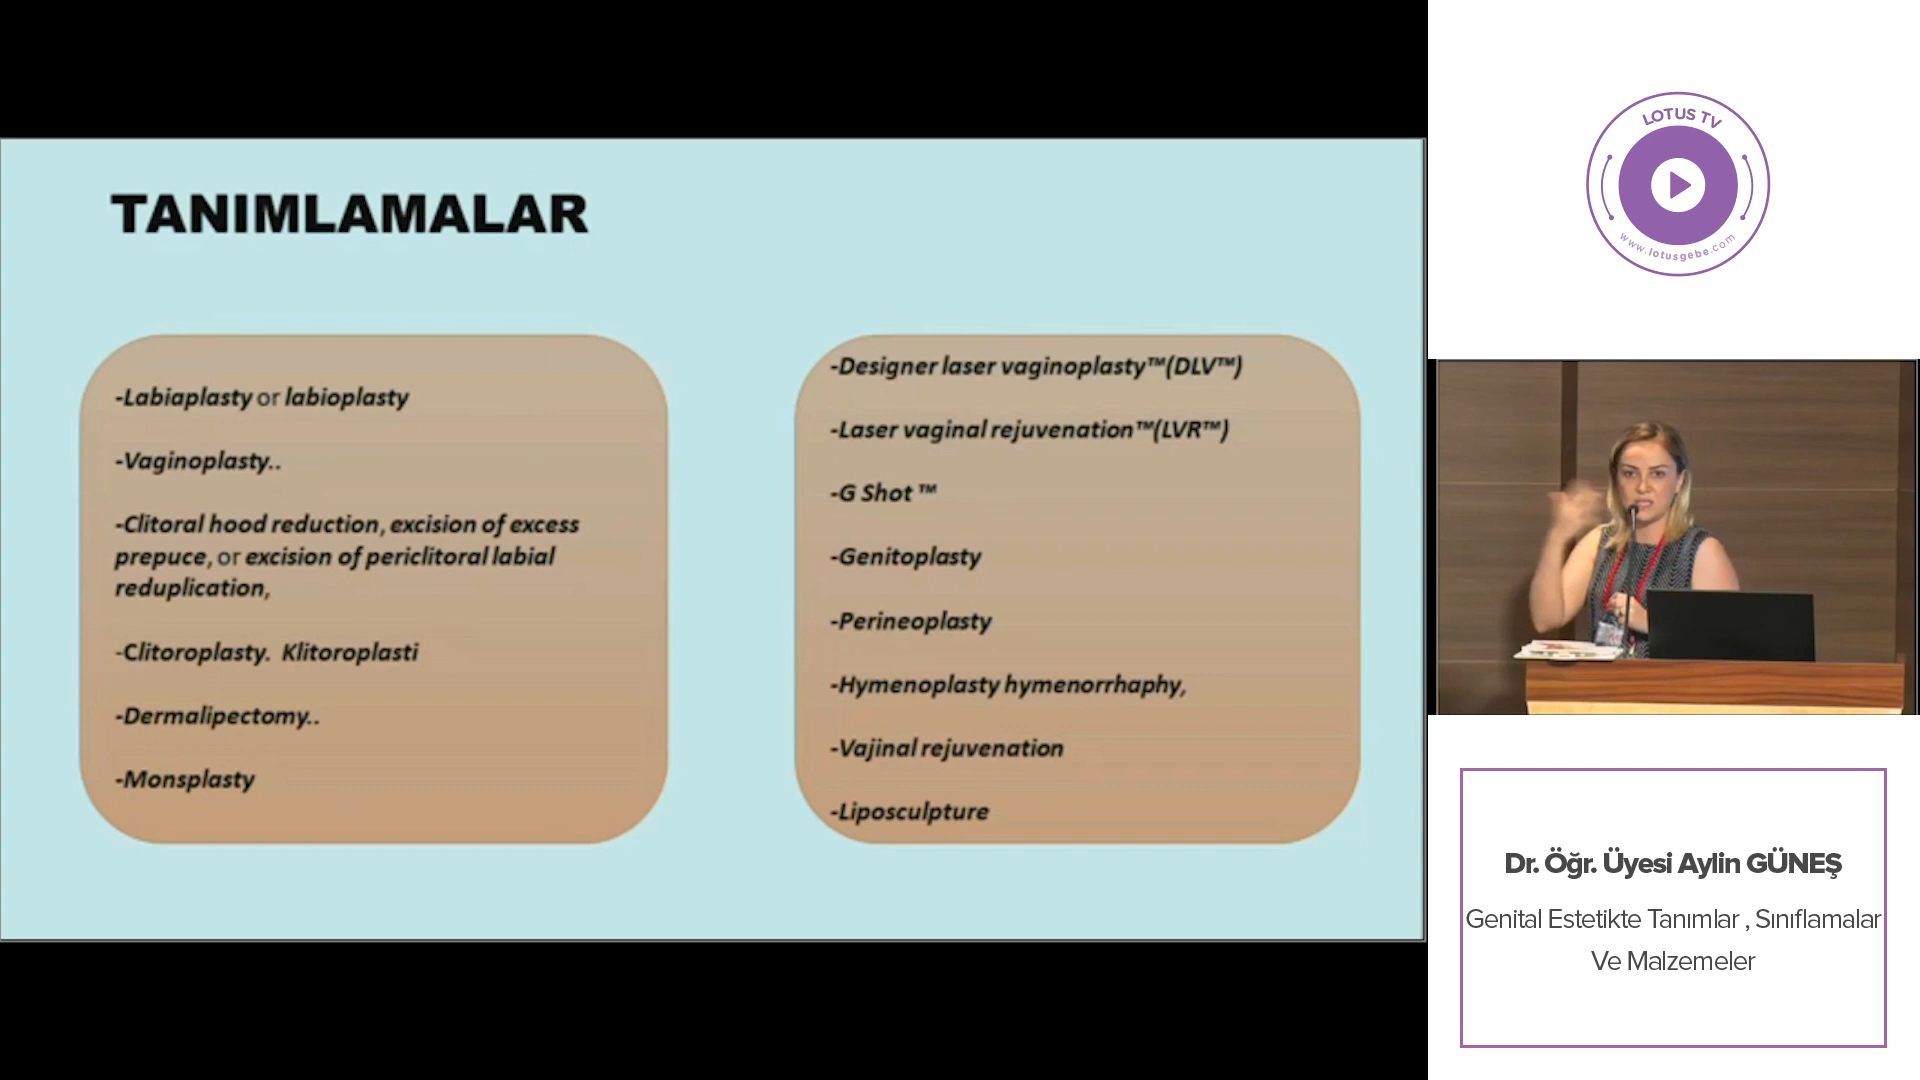 TANIMLAMALAR
-Labiaplasty or labioplasty
-Vaginoplasty..
-Clitoral hood reduction, excision of excess
prepuce, or excision of periclitoral labial
reduplication,
-Clitoroplasty. Klitoroplasti
-Dermalipectomy..
-Monsplasty
-Designer laser vaginoplasty™(DLV™)
-Laser vaginal rejuvenation™(LVR™)
-G Shot ™
-Genitoplasty
-Perineoplasty
-Hymenoplasty hymenorrhaphy,
-Vajinal rejuvenation
-Liposculpture
LOTUS TV
www.lotusgebe.com
Dr. Öğr. Üyesi Aylin GÜNEŞ
Genital Estetikte Tanımlar , Sınıflamalar
Ve Malzemeler